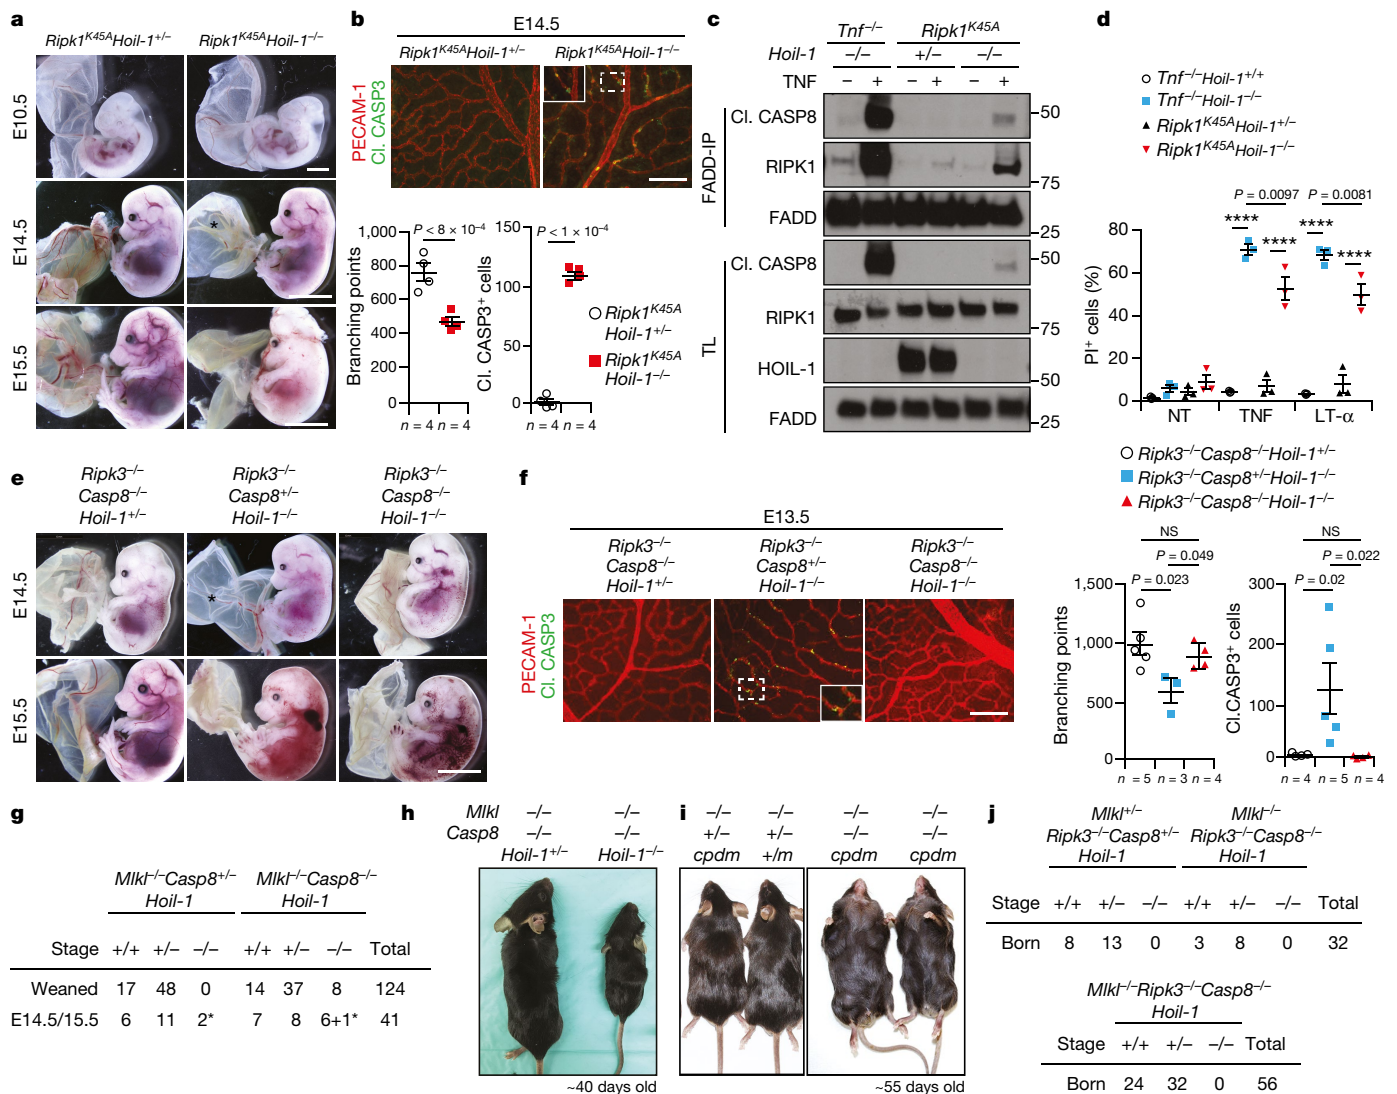 a
Ripk1K45AHoil-1+/– Ripk1K45AHoil-1–/–
E10.5
E14.5
*
E15.5
b
E14.5
Ripk1K45AHoil-1+/– Ripk1K45AHoil-1–/–
PECAM-1
Cl. CASP3
Branching points
1,000
800
600
400
200
0
P < 8 × 10–4
n = 4 n = 4
Cl. CASP3+ cells
150
100
50
0
P < 1 × 10–4
n = 4 n = 4
Ripk1K45A
Hoil-1+/–
Ripk1K45A
Hoil-1–/–
c
Tnf–/– Ripk1K45A
Hoil-1 –/– +/– –/–
TNF – + – + – +
FADD-IP
Cl. CASP8 –50
RIPK1
–75
FADD
–25
TL
Cl. CASP8 –50
RIPK1
–75
HOIL-1
–50
FADD
–25
d
Tnf–/–Hoil-1+/+
Tnf–/–Hoil-1–/–
Ripk1K45AHoil-1+/–
Ripk1K45AHoil-1–/–
P = 0.0097 P = 0.0081
**** **** **** ****
PI+ cells (%)
80
60
40
20
0
NT TNF LT-α
e
Ripk3–/– Ripk3–/– Ripk3–/–
Casp8–/– Casp8+/– Casp8–/–
Hoil-1+/– Hoil-1–/– Hoil-1–/–
E14.5
*
E15.5
f
E13.5
Ripk3–/– Ripk3–/– Ripk3–/–
Casp8–/– Casp8+/– Casp8–/–
Hoil-1+/– Hoil-1–/– Hoil-1–/–
PECAM-1
Cl. CASP3
Ripk3–/–Casp8–/–Hoil-1+/–
Ripk3–/–Casp8+/–Hoil-1–/–
Ripk3–/–Casp8–/–Hoil-1–/–
NS
P = 0.049
P = 0.023
Branching points
1,500
1,000
500
0
n = 5 n = 3 n = 4
NS
P = 0.022
P = 0.02
Cl.CASP3+ cells
300
200
100
0
n = 4 n = 5 n = 4
g
Mlkl–/–Casp8+/– Mlkl–/–Casp8–/–
Hoil-1 Hoil-1
Stage +/+ +/– –/– +/+ +/– –/– Total
Weaned 17 48 0 14 37 8 124
E14.5/15.5 6 11 2* 7 8 6+1* 41
h
Mlkl –/– –/–
Casp8 –/– –/–
Hoil-1+/– Hoil-1–/–
~40 days old
i
–/– –/– –/– –/–
+/– +/– –/– –/–
cpdm +/m cpdm cpdm
~55 days old
j
Mlkl+/– Mlkl–/–
Ripk3–/–Casp8+/– Ripk3–/–Casp8–/–
Hoil-1 Hoil-1
Stage +/+ +/– –/– +/+ +/– –/– Total
Born 8 13 0 3 8 0 32
Mlkl–/–Ripk3–/–Casp8–/–
Hoil-1
Stage +/+ +/– –/– Total
Born 24 32 0 56